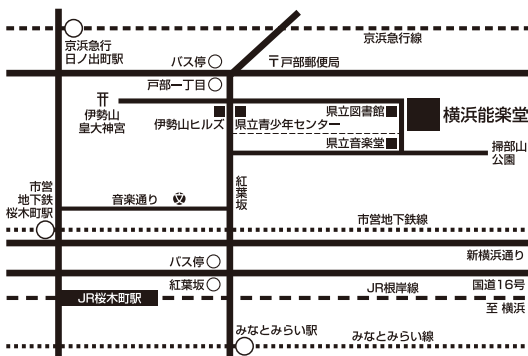 京浜急行線
京浜急行
日ノ出町駅
バス停
〒戸部郵便局
戸部一丁目
伊勢山
皇大神宮
伊勢山ヒルズ
県立図書館
県立青少年センター
横浜能楽堂
県立音楽堂
掃部山
公園
紅葉坂
市営
地下鉄
桜木町駅
音楽通り
市営地下鉄線
新横浜通り
バス停
紅葉坂
JR根岸線
国道16号
JR桜木町駅
至 横浜
みなとみらい駅
みなとみらい線